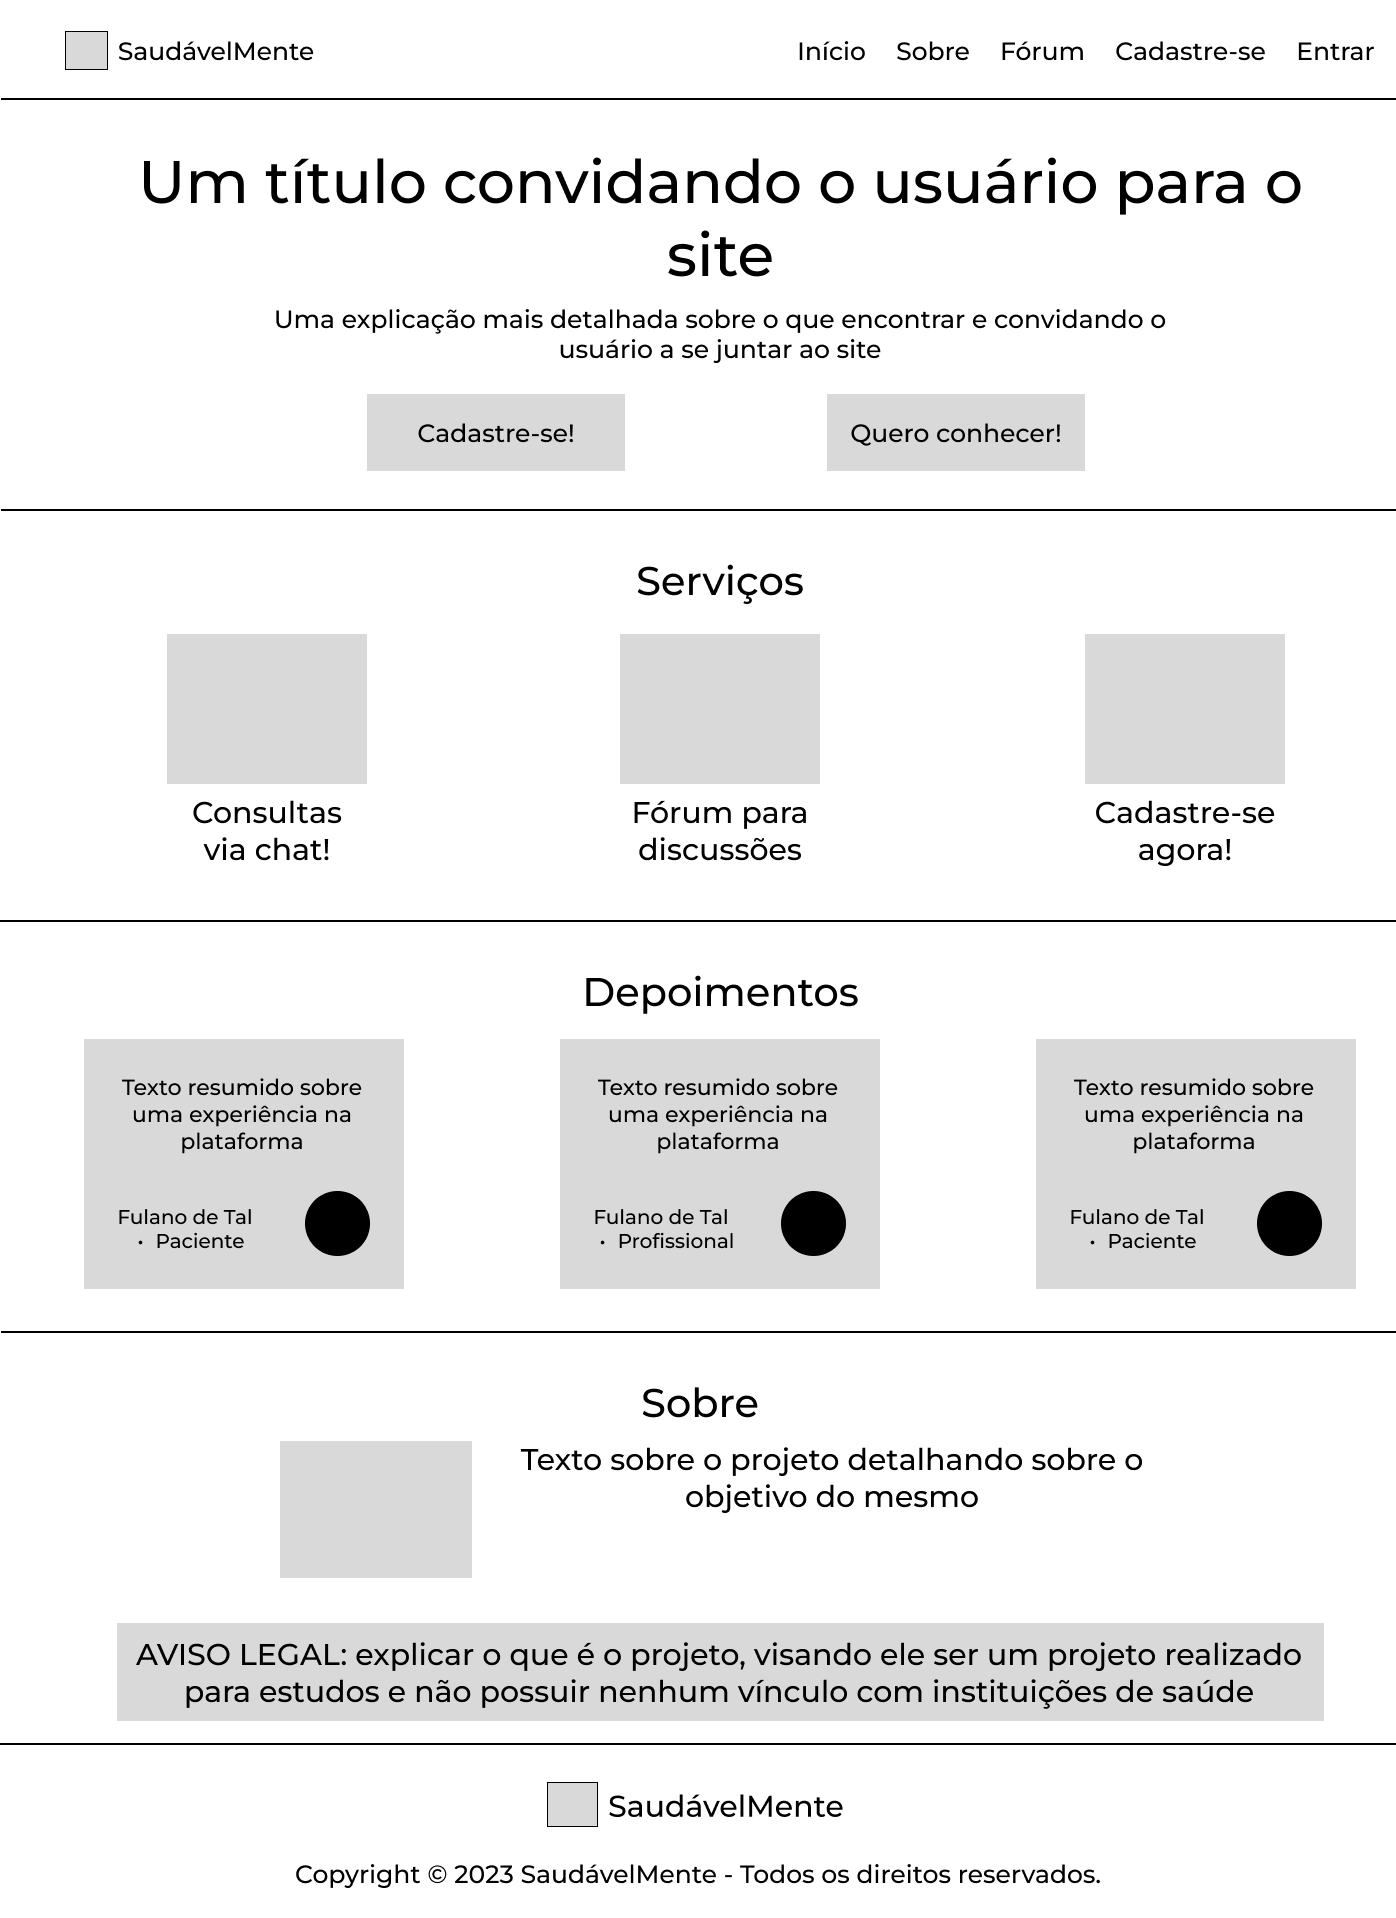 SaudávelMente
Início Sobre Fórum Cadastre-se Entrar
Um título convidando o usuário para o
site
Uma explicação mais detalhada sobre o que encontrar e convidando o
usuário a se juntar ao site
Cadastre-se!
Quero conhecer!
Serviços
Consultas
via chat!
Fórum para
discussões
Cadastre-se
agora!
Depoimentos
Texto resumido sobre
uma experiência na
plataforma
Fulano de Tal
• Paciente
Texto resumido sobre
uma experiência na
plataforma
Fulano de Tal
• Profissional
Texto resumido sobre
uma experiência na
plataforma
Fulano de Tal
• Paciente
Sobre
Texto sobre o projeto detalhando sobre o
objetivo do mesmo
AVISO LEGAL: explicar o que é o projeto, visando ele ser um projeto realizado
para estudos e não possuir nenhum vínculo com instituições de saúde
SaudávelMente
Copyright © 2023 SaudávelMente - Todos os direitos reservados.